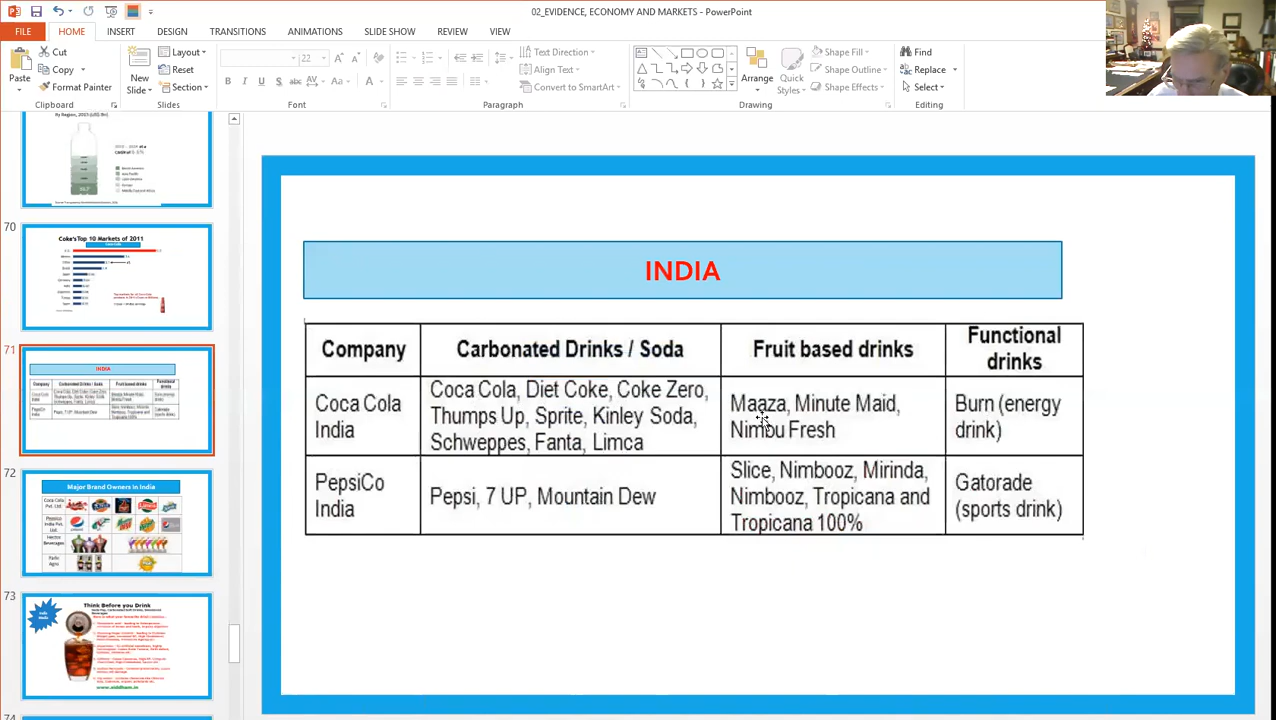 02_EVIDENCE, ECONOMY AND MARKETS - PowerPoint
FILE HOME INSERT DESIGN TRANSITIONS ANIMATIONS SLIDE SHOW REVIEW VIEW
Paste
Cut
Copy
Format Painter
Clipboard
New
Slide
Layout
Reset
Section
Slides
22
Font
Text Direction
Align Text
Convert to SmartArt
Paragraph
Arrange
Quick
Styles
Shape Fill
Shape Outline
Shape Effects
Drawing
Find
Replace
Select
Editing
70
Coke's Top 10 Markets of 2011
71
INDIA
72
Major Brand Owners In India
73
Think Before you Drink
74
INDIA
Company Carbonated Drinks / Soda Fruit based drinks Functional
drinks
Coca Cola
India
Coca Cola, Diet Coke, Coke Zero,
Thumps Up, Sprite, Kinley Soda,
Schweppes, Fanta, Limca
Maaza, Minute Maid,
Nimbu Fresh
Burn (energy
drink)
PepsiCo
India
Pepsi, 7 UP, Mountain Dew
Slice, Nimbooz, Mirinda,
Nimboo, Tropicana and
Tropicana 100%
Gatorade
(sports drink)